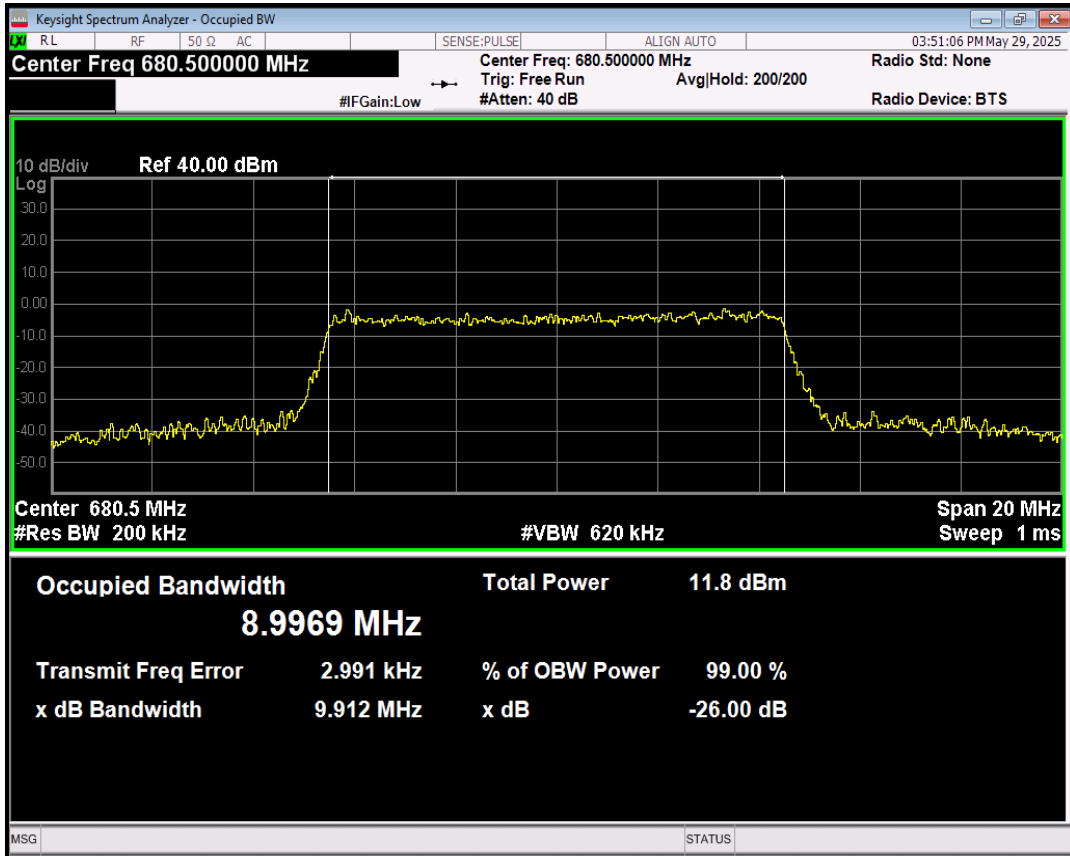 Keysight Spectrum Analyzer - Occupied BW
LXI RL RF 50 Ω AC SENSE:PULSE ALIGN AUTO 03:51:06 PM May 29, 2025
Center Freq 680.500000 MHz Center Freq: 680.500000 MHz Radio Std: None
Trig: Free Run Avg|Hold: 200/200
#IFGain:Low #Atten: 40 dB Radio Device: BTS
10 dB/div Ref 40.00 dBm
Log
30.0
20.0
10.0
0.00
-10.0
-20.0
-30.0
-40.0
-50.0
Center 680.5 MHz Span 20 MHz
#Res BW 200 kHz #VBW 620 kHz Sweep 1 ms
Occupied Bandwidth Total Power 11.8 dBm
8.9969 MHz
Transmit Freq Error 2.991 kHz % of OBW Power 99.00 %
x dB Bandwidth 9.912 MHz x dB -26.00 dB
MSG STATUS